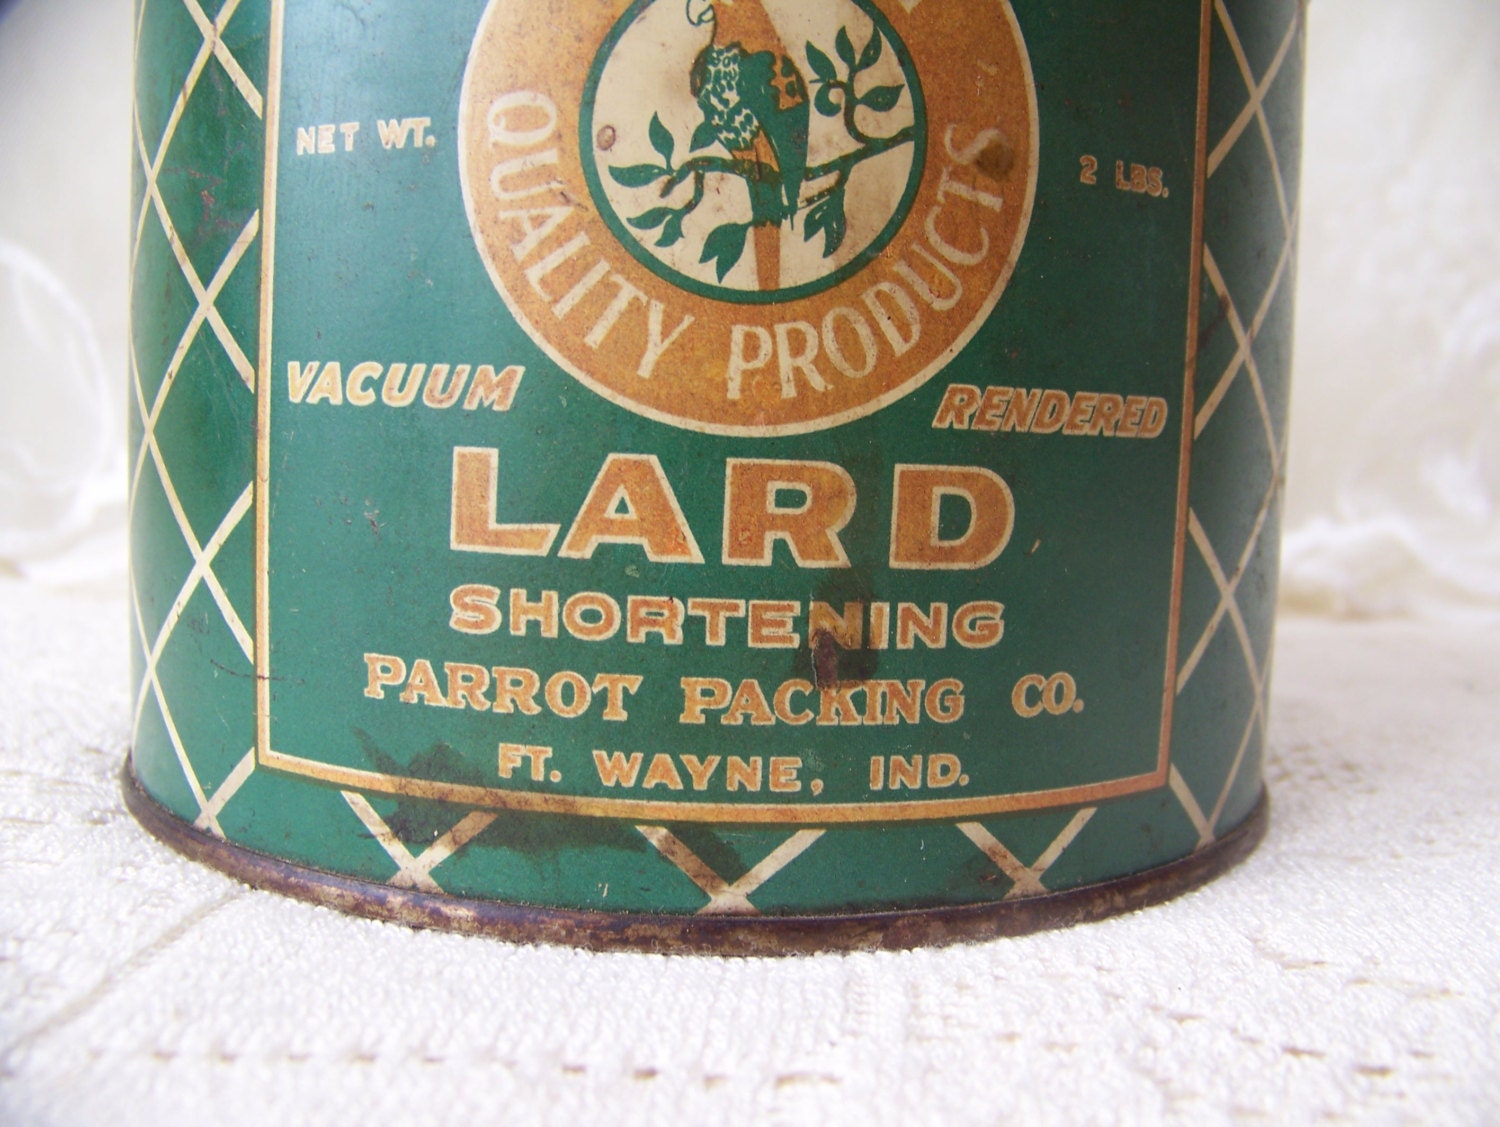 QUALITY PRODUCTS
NET WT. 2 LBS.
VACUUM RENDERED
LARD
SHORTENING
PARROT PACKING CO.
FT. WAYNE, IND.